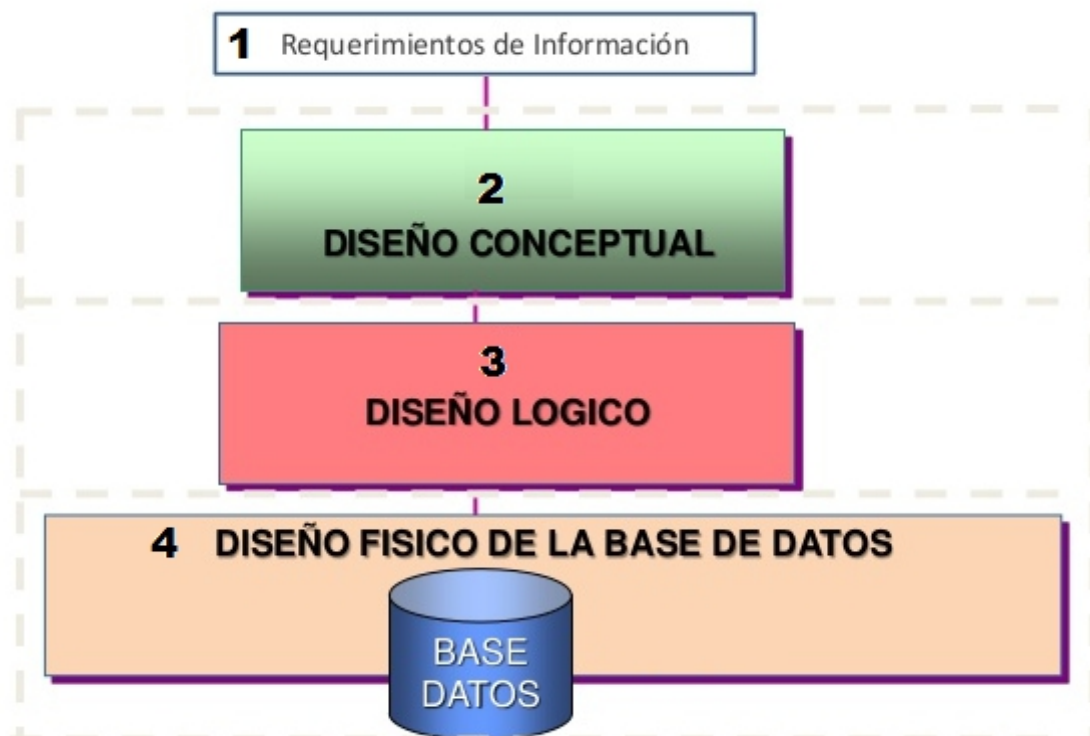 1 Requerimientos de Información
2
DISEÑO CONCEPTUAL
3
DISEÑO LOGICO
4 DISEÑO FISICO DE LA BASE DE DATOS
BASE
DATOS